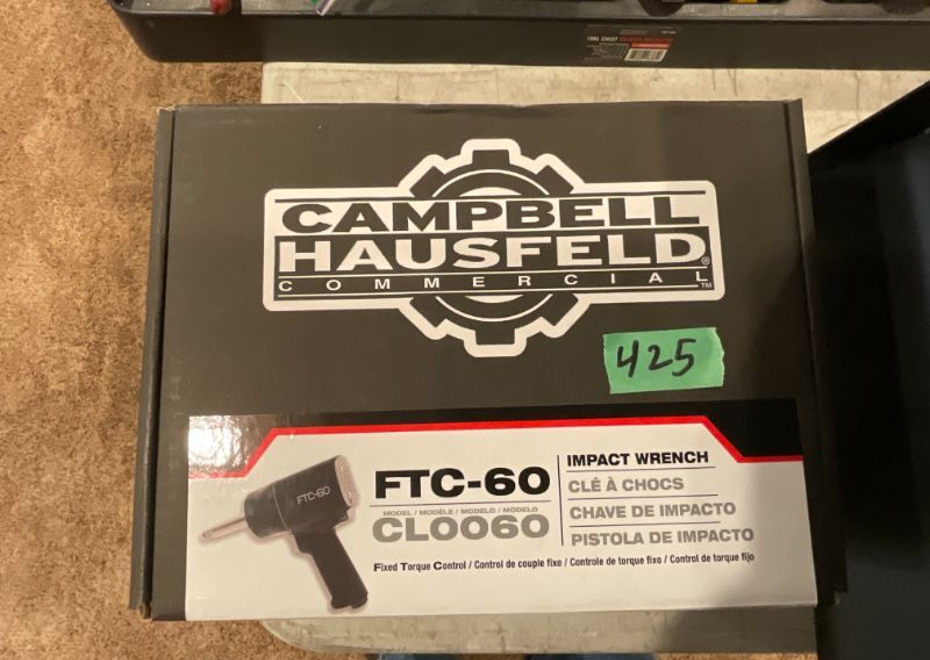 CAMPBELL
HAUSFELD®
COMMERCIAL™
425
FTC-60
FTC-60
MODEL / MODÈLE / MODELO / MODELO
CL0060
IMPACT WRENCH
CLÉ À CHOCS
CHAVE DE IMPACTO
PISTOLA DE IMPACTO
Fixed Torque Control / Control de couple fixe / Controle de torque fixo / Control de torque fijo